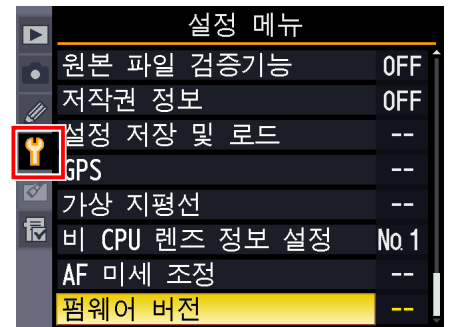 설정 메뉴
원본 파일 검증기능 OFF
저작권 정보 OFF
설정 저장 및 로드 --
GPS --
가상 지평선 --
비 CPU 렌즈 정보 설정 No.1
AF 미세 조정 --
펌웨어 버전 --